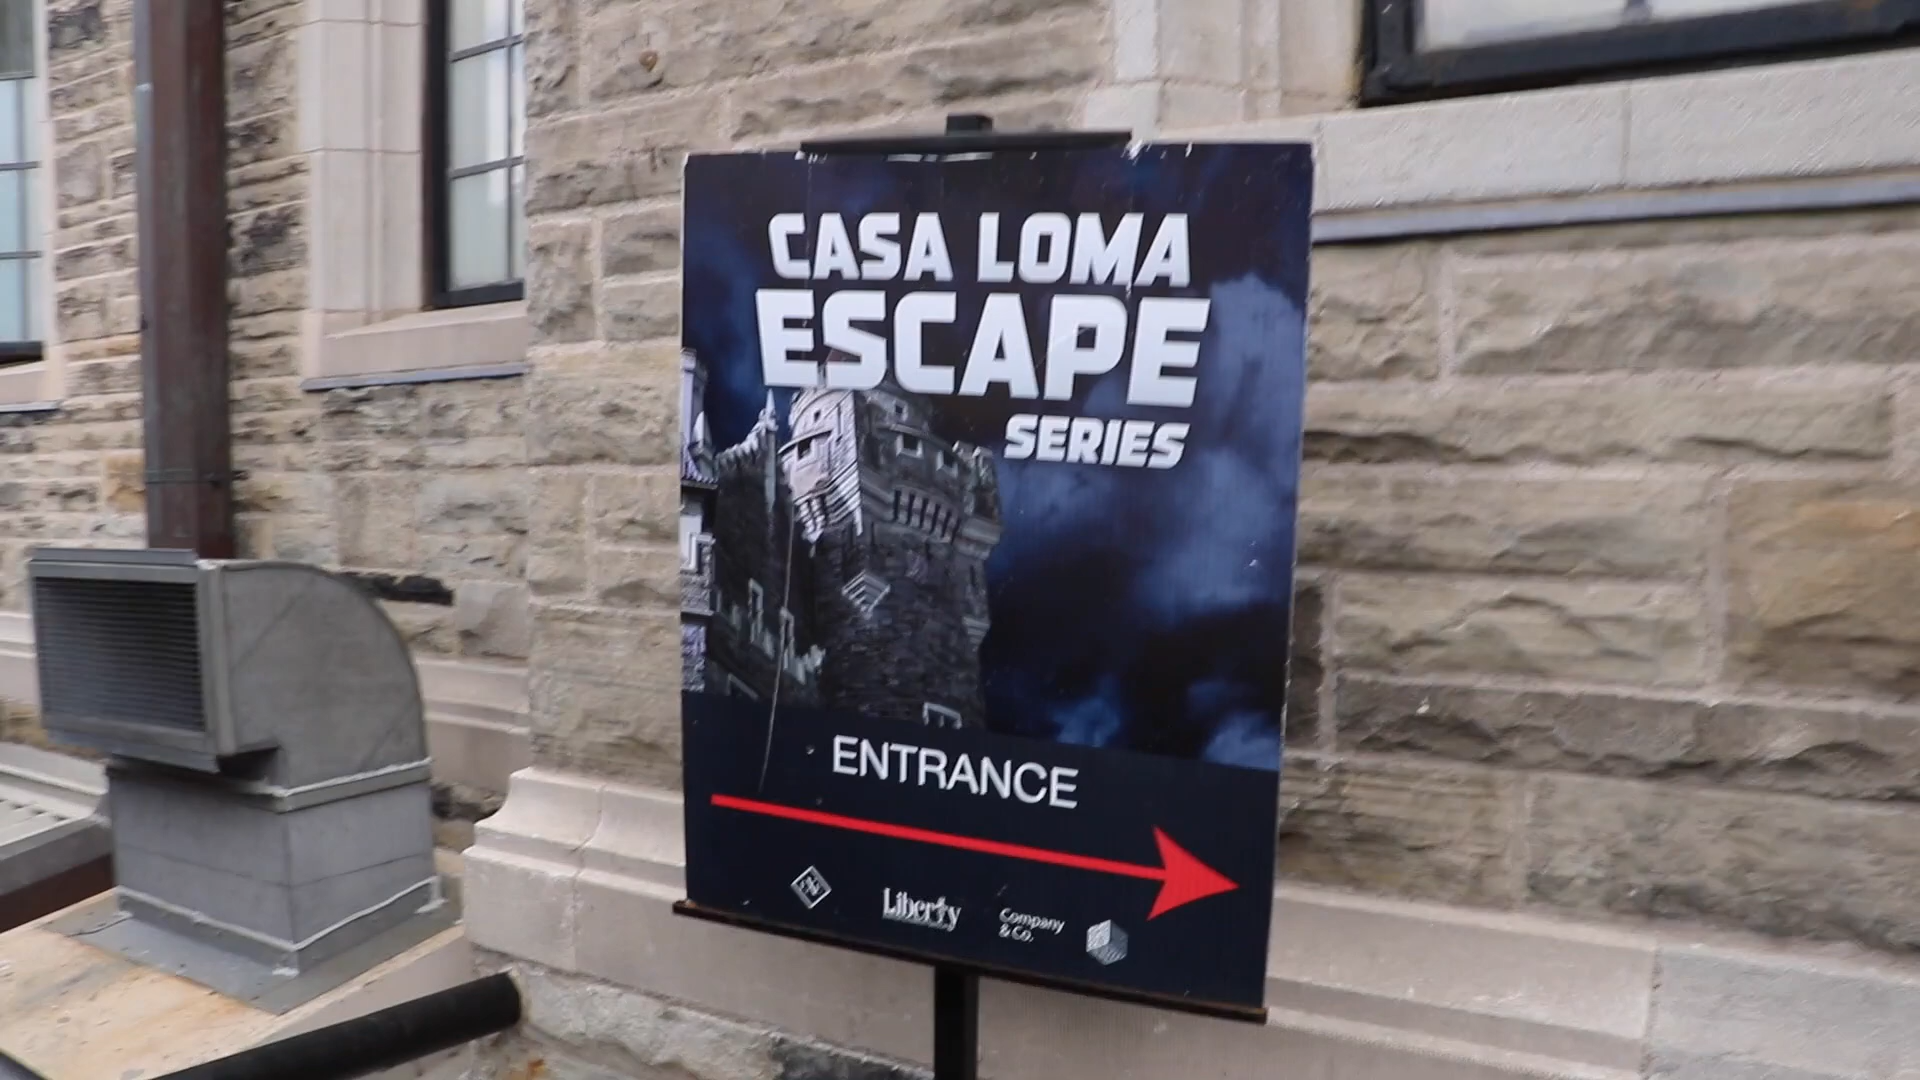 CASA LOMA
ESCAPE
SERIES
ENTRANCE
Liberty
Company
& Co.